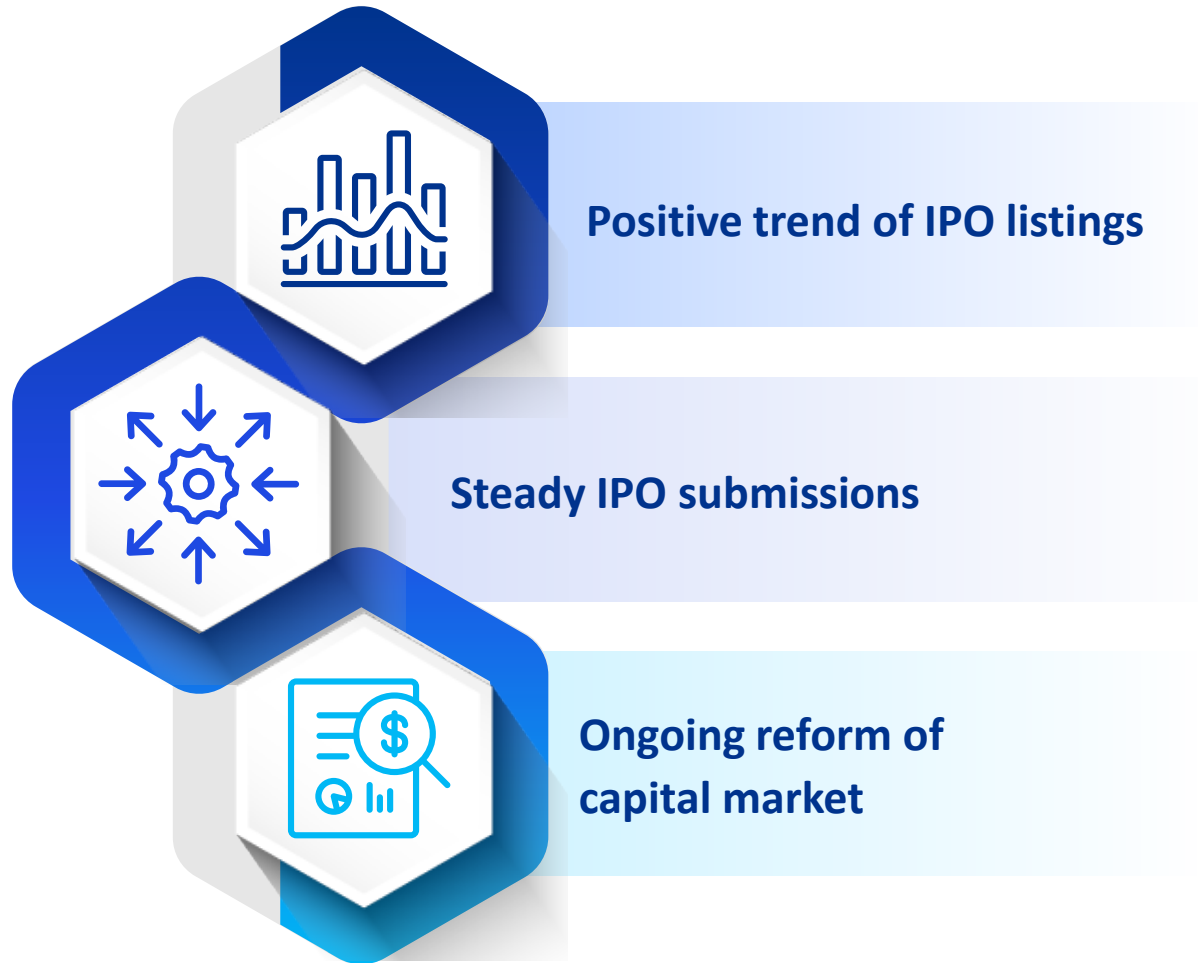 Positive trend of IPO listings
Steady IPO submissions
$
Ongoing reform of
capital market